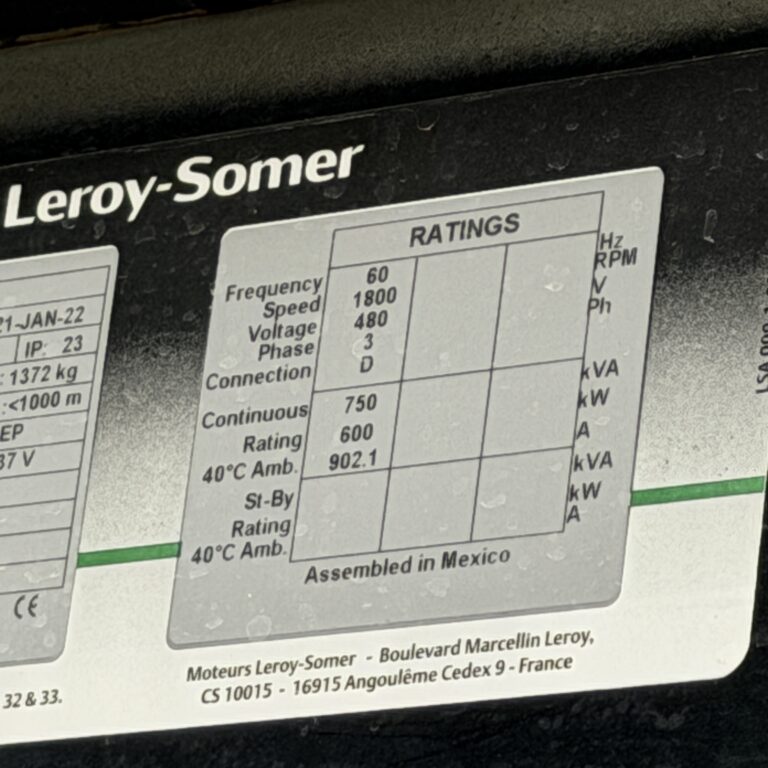 Leroy-Somer
21-JAN-22
IP: 23
: 1372 kg
:<1000 m
EP
37 V
CE
32 & 33.
RATINGS
Frequency 60 Hz
Speed 1800 RPM
Voltage 480 V
Phase 3 Ph
Connection D
Continuous 750 kVA
Rating 600 kW
40°C Amb. 902.1 A
St-By kVA
Rating kW
40°C Amb. A
Assembled in Mexico
Moteurs Leroy-Somer - Boulevard Marcellin Leroy,
CS 10015 - 16915 Angoulême Cedex 9 - France